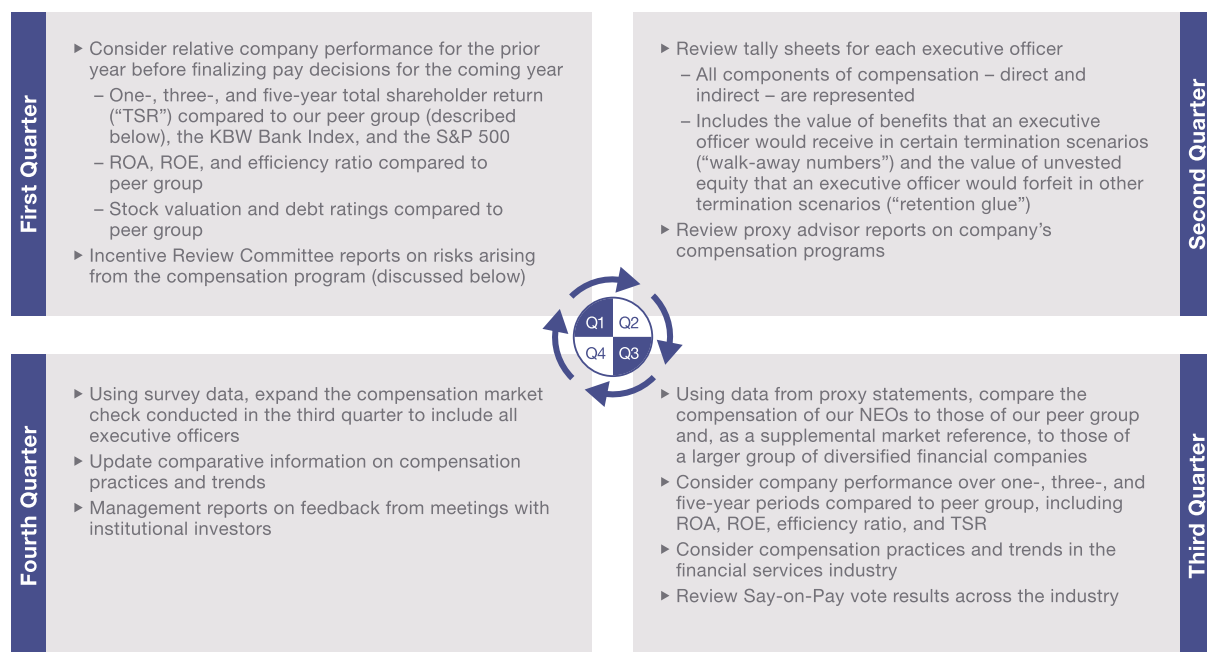 First Quarter
▶ Consider relative company performance for the prior
year before finalizing pay decisions for the coming year
– One-, three-, and five-year total shareholder return
(“TSR”) compared to our peer group (described
below), the KBW Bank Index, and the S&P 500
– ROA, ROE, and efficiency ratio compared to
peer group
– Stock valuation and debt ratings compared to
peer group
▶ Incentive Review Committee reports on risks arising
from the compensation program (discussed below)
Second Quarter
▶ Review tally sheets for each executive officer
– All components of compensation – direct and
indirect – are represented
– Includes the value of benefits that an executive
officer would receive in certain termination scenarios
(“walk-away numbers”) and the value of unvested
equity that an executive officer would forfeit in other
termination scenarios (“retention glue”)
▶ Review proxy advisor reports on company’s
compensation programs
Q1 Q2
Q4 Q3
Fourth Quarter
▶ Using survey data, expand the compensation market
check conducted in the third quarter to include all
executive officers
▶ Update comparative information on compensation
practices and trends
▶ Management reports on feedback from meetings with
institutional investors
Third Quarter
▶ Using data from proxy statements, compare the
compensation of our NEOs to those of our peer group
and, as a supplemental market reference, to those of
a larger group of diversified financial companies
▶ Consider company performance over one-, three-, and
five-year periods compared to peer group, including
ROA, ROE, efficiency ratio, and TSR
▶ Consider compensation practices and trends in the
financial services industry
▶ Review Say-on-Pay vote results across the industry